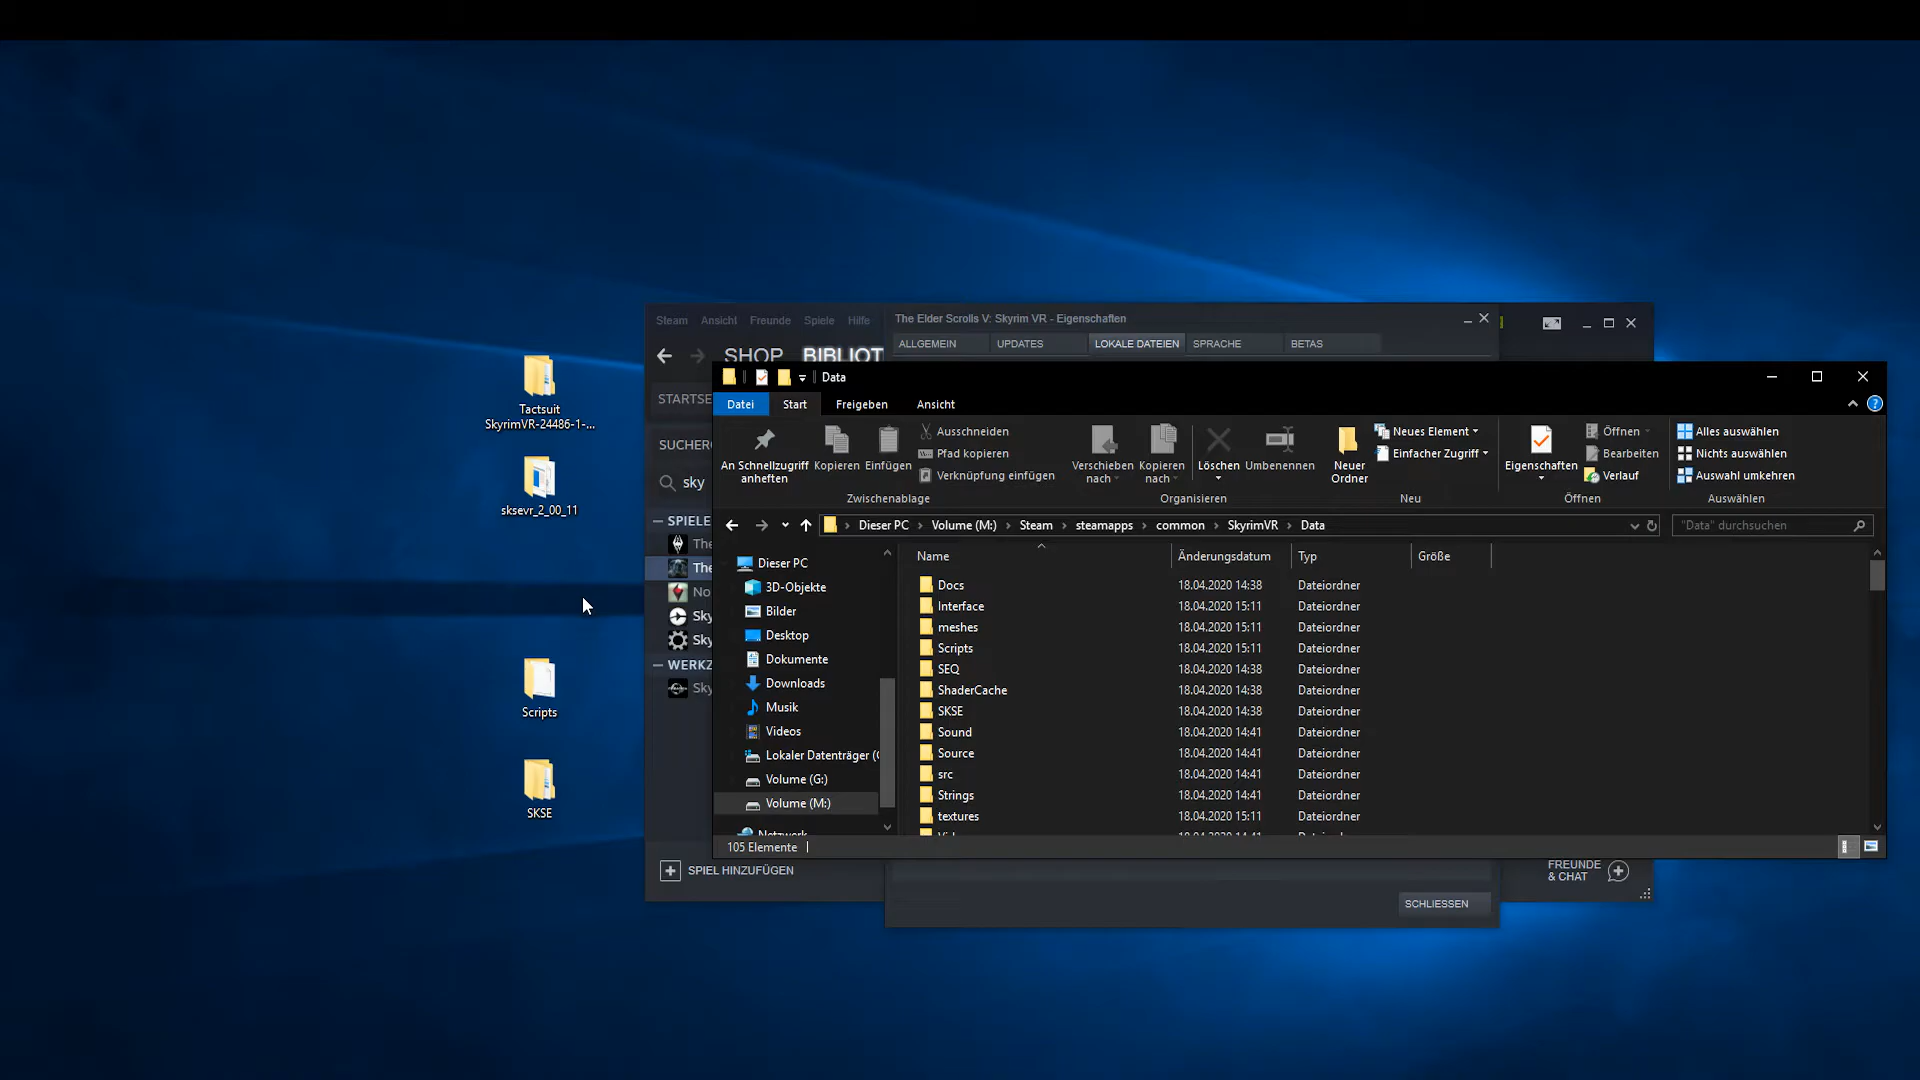 Steam Ansicht Freunde Spiele Hilfe
SHOP BIBLIOT
STARTSE
SUCHER
sky
SPIELE
The
The
No
Sky
Sky
WERKZ
Sky
SPIEL HINZUFÜGEN
FREUNDE
& CHAT
The Elder Scrolls V: Skyrim VR - Eigenschaften
ALLGEMEIN UPDATES LOKALE DATEIEN SPRACHE BETAS
SCHLIESSEN
Tactsuit
SkyrimVR-24486-1-...
sksevr_2_00_11
Scripts
SKSE
Data
Datei Start Freigeben Ansicht
An Schnellzugriff
anheften
Kopieren
Einfügen
Ausschneiden
Pfad kopieren
Verknüpfung einfügen
Zwischenablage
Verschieben
nach
Kopieren
nach
Löschen
Umbenennen
Organisieren
Neuer
Ordner
Neues Element
Einfacher Zugriff
Neu
Eigenschaften
Öffnen
Bearbeiten
Verlauf
Öffnen
Alles auswählen
Nichts auswählen
Auswahl umkehren
Auswählen
Dieser PC Volume (M:) Steam steamapps common SkyrimVR Data
"Data" durchsuchen
Dieser PC
3D-Objekte
Bilder
Desktop
Dokumente
Downloads
Musik
Videos
Lokaler Datenträger (
Volume (G:)
Volume (M:)
Netzwerk
Name Änderungsdatum Typ Größe
Docs 18.04.2020 14:38 Dateiordner
Interface 18.04.2020 15:11 Dateiordner
meshes 18.04.2020 15:11 Dateiordner
Scripts 18.04.2020 15:11 Dateiordner
SEQ 18.04.2020 14:38 Dateiordner
ShaderCache 18.04.2020 14:38 Dateiordner
SKSE 18.04.2020 14:38 Dateiordner
Sound 18.04.2020 14:41 Dateiordner
Source 18.04.2020 14:41 Dateiordner
src 18.04.2020 14:41 Dateiordner
Strings 18.04.2020 14:41 Dateiordner
textures 18.04.2020 15:11 Dateiordner
105 Elemente